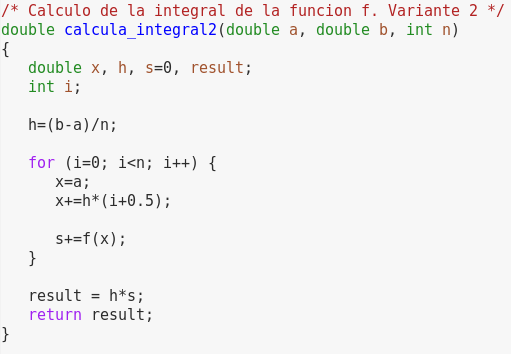 /* Calculo de la integral de la funcion f. Variante 2 */
double calcula_integral2(double a, double b, int n)
{
   double x, h, s=0, result;
   int i;

   h=(b-a)/n;

   for (i=0; i<n; i++) {
      x=a;
      x+=h*(i+0.5);

      s+=f(x);
   }

   result = h*s;
   return result;
}